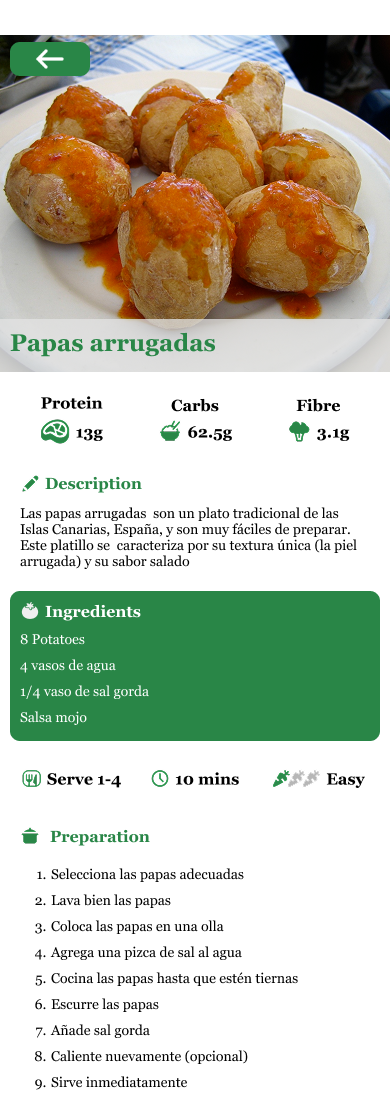 Papas arrugadas
Protein
Carbs
Fibre
13g
62.5g
3.1g
Description
Las papas arrugadas son un plato tradicional de las
Islas Canarias, España, y son muy fáciles de preparar.
Este platillo se caracteriza por su textura única (la piel
arrugada) y su sabor salado
Ingredients
8 Potatoes
4 vasos de agua
1/4 vaso de sal gorda
Salsa mojo
Serve 1-4 10 mins Easy
Preparation
1. Selecciona las papas adecuadas
2. Lava bien las papas
3. Coloca las papas en una olla
4. Agrega una pizca de sal al agua
5. Cocina las papas hasta que estén tiernas
6. Escurre las papas
7. Añade sal gorda
8. Caliente nuevamente (opcional)
9. Sirve inmediatamente